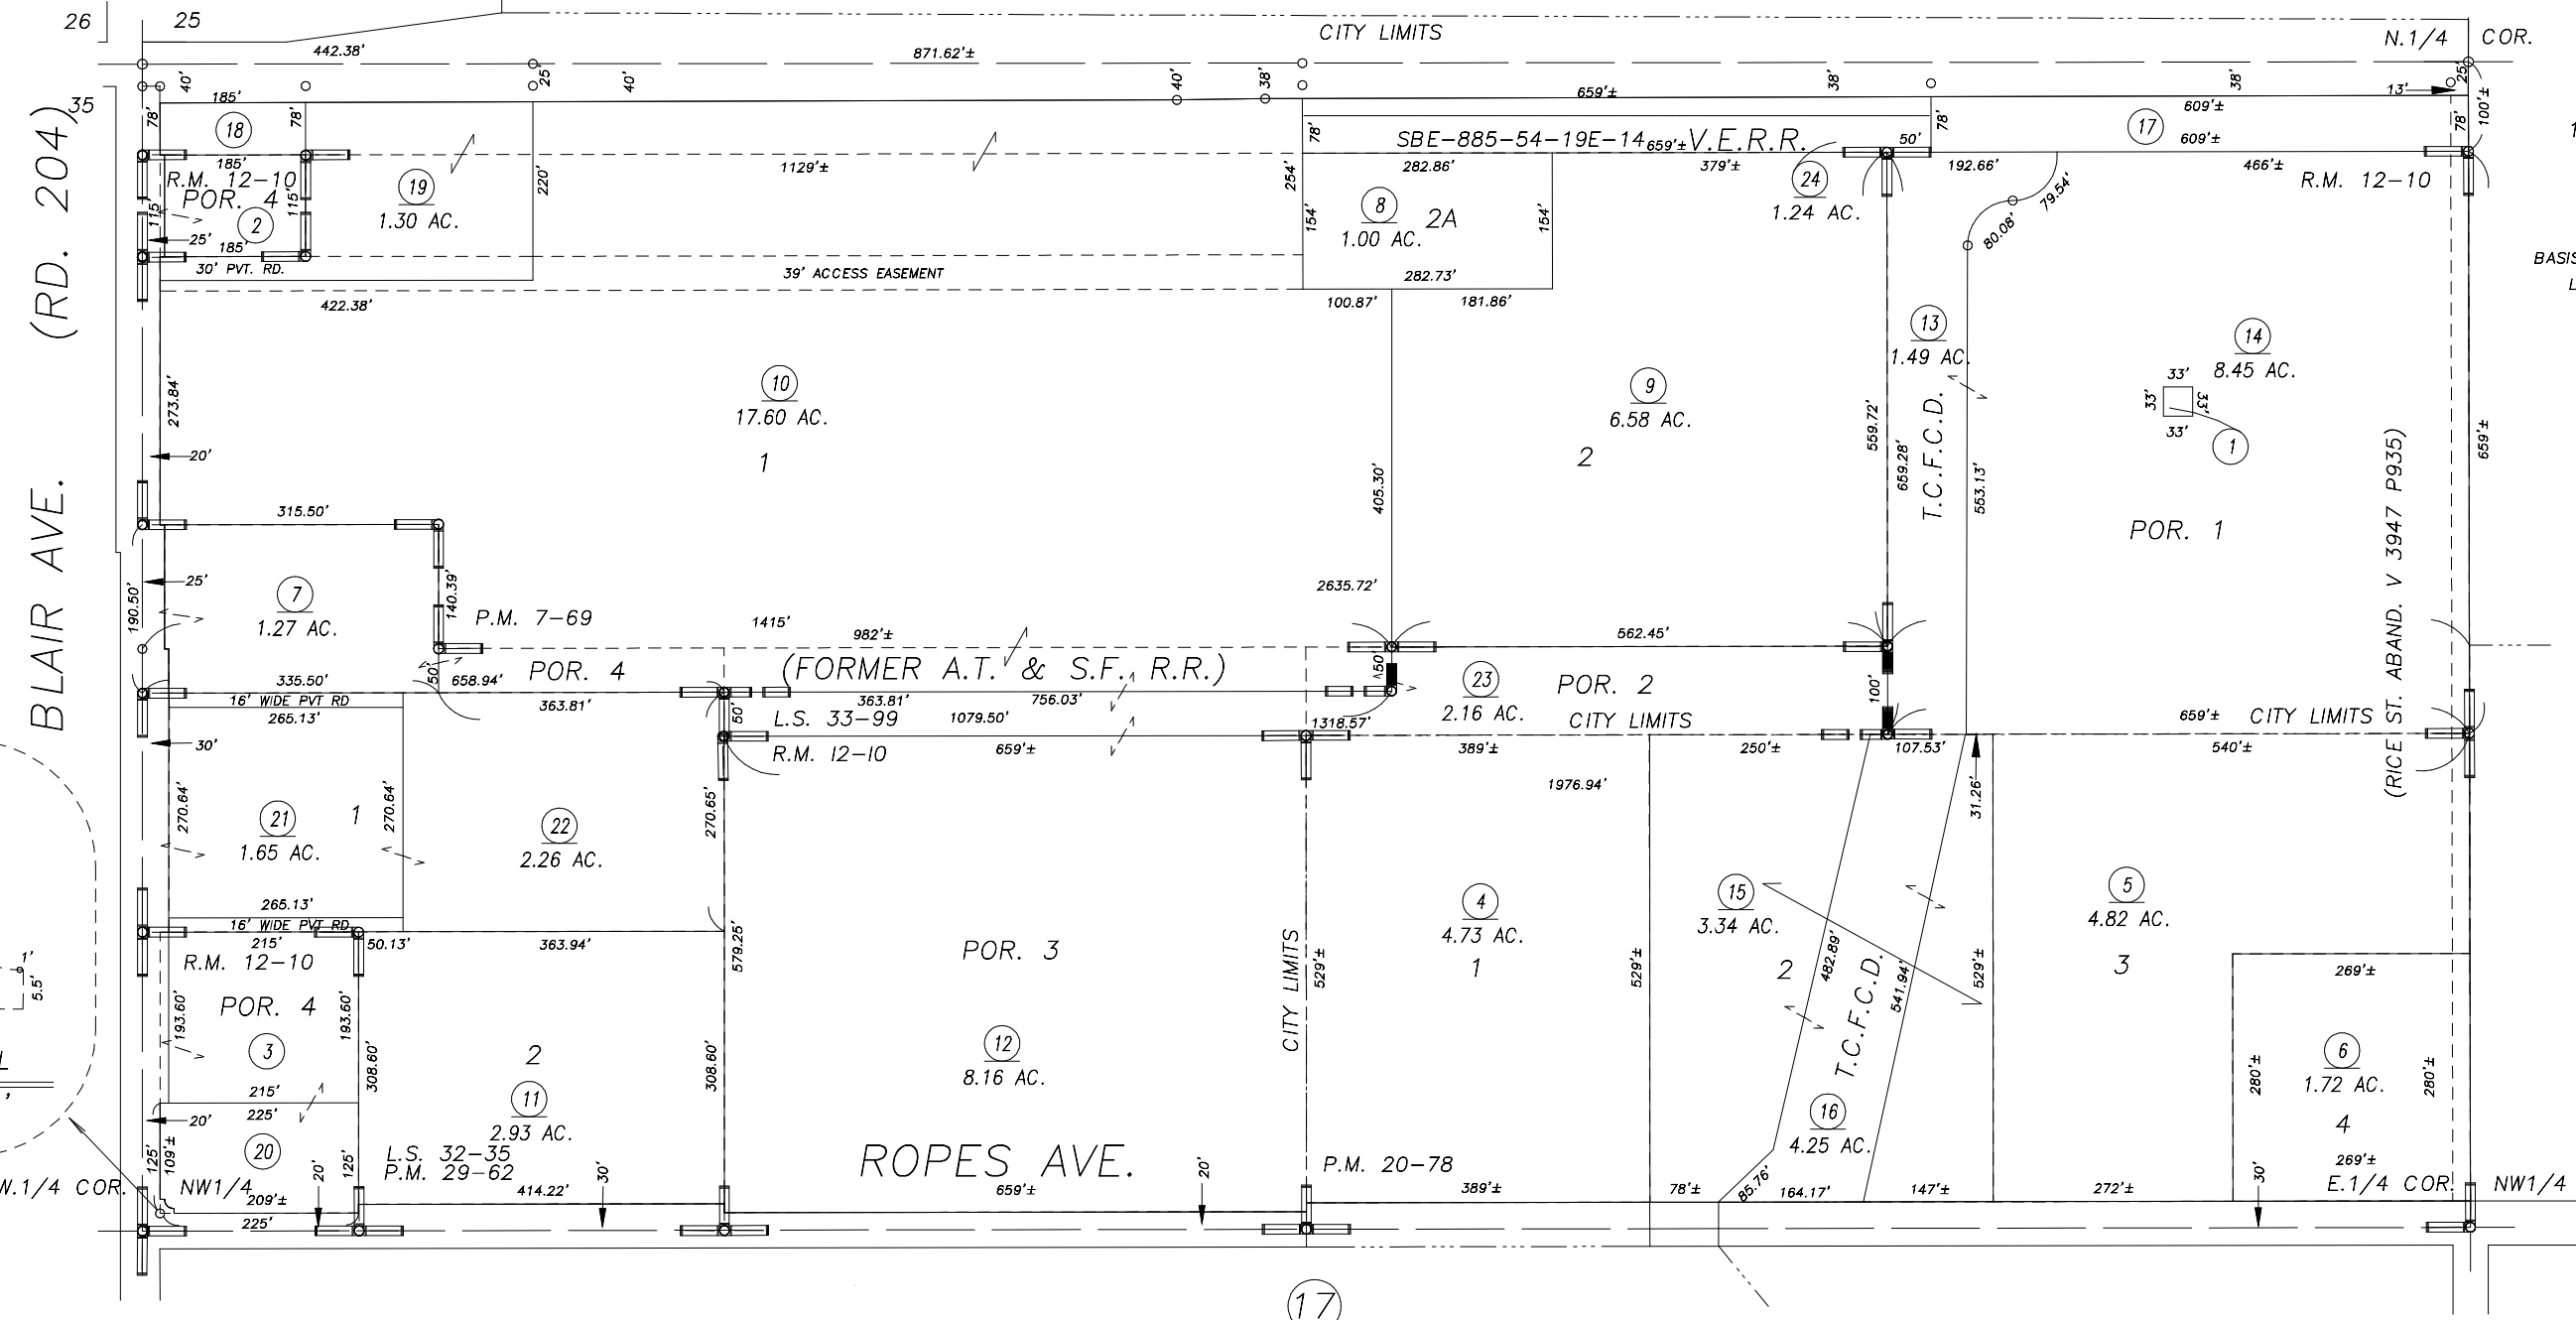 26
25
CITY LIMITS
N.1/4 COR.
442.38'
871.62'±
40'
25'
40'
40'
38'
38'
38'
25'
35
185'
659'±
13'
609'±
100'±
78'
18
78'
78'
SBE-885-54-19E-14
659'±
V.E.R.R.
50'
78'
17
609'±
78'
185'
R.M. 12-10
POR. 4
115'
115'
2
25'
185'
30' PVT. RD.
19
1.30 AC.
220'
1129'±
254'
154'
282.86'
8
1.00 AC.
2A
154'
282.73'
379'±
24
1.24 AC.
192.66'
79.54'
80.08'
466'±
R.M. 12-10
BASIS
39' ACCESS EASEMENT
422.38'
100.87'
181.86'
(RD. 204)
BLAIR AVE.
273.84'
20'
10
17.60 AC.
1
9
6.58 AC.
2
405.30'
559.72'
659.28'
13
1.49 AC.
T.C.F.C.D.
553.13'
14
8.45 AC.
33'
33'
33'
33'
1
POR. 1
(RICE ST. ABAND. V 3947 P935)
659'±
315.50'
25'
190.50'
7
1.27 AC.
140.39'
P.M. 7-69
1415'
982'±
2635.72'
562.45'
50'
658.94'
POR. 4
(FORMER A.T. & S.F. R.R.)
50'
23
2.16 AC.
POR. 2
100'
CITY LIMITS
335.50'
16' WIDE PVT RD
265.13'
363.81'
50'
363.81'
756.03'
L.S. 33-99
1079.50'
1318.57'
659'±
CITY LIMITS
30'
R.M. 12-10
659'±
389'±
250'±
107.53'
540'±
1976.94'
31.26'
270.64'
21
1.65 AC.
1
270.64'
22
2.26 AC.
270.65'
265.13'
16' WIDE PVT RD
215'
50.13'
363.94'
R.M. 12-10
POR. 4
193.60'
193.60'
3
215'
225'
20'
579.25'
POR. 3
12
8.16 AC.
CITY LIMITS
529'±
4
4.73 AC.
1
529'±
15
3.34 AC.
2
482.89'
T.C.F.C.D.
541.94'
529'±
5
4.82 AC.
3
269'±
280'±
6
1.72 AC.
280'±
4
269'±
1'
5.5'
308.60'
2
11
2.93 AC.
308.60'
L.S. 32-35
P.M. 29-62
125'
109'±
20
20'
125'
ROPES AVE.
20'
P.M. 20-78
16
4.25 AC.
W.1/4 COR.
NW1/4
209'±
225'
414.22'
30'
659'±
389'±
78'±
85.76'
164.17'
147'±
272'±
30'
E.1/4 COR.
NW1/4
17